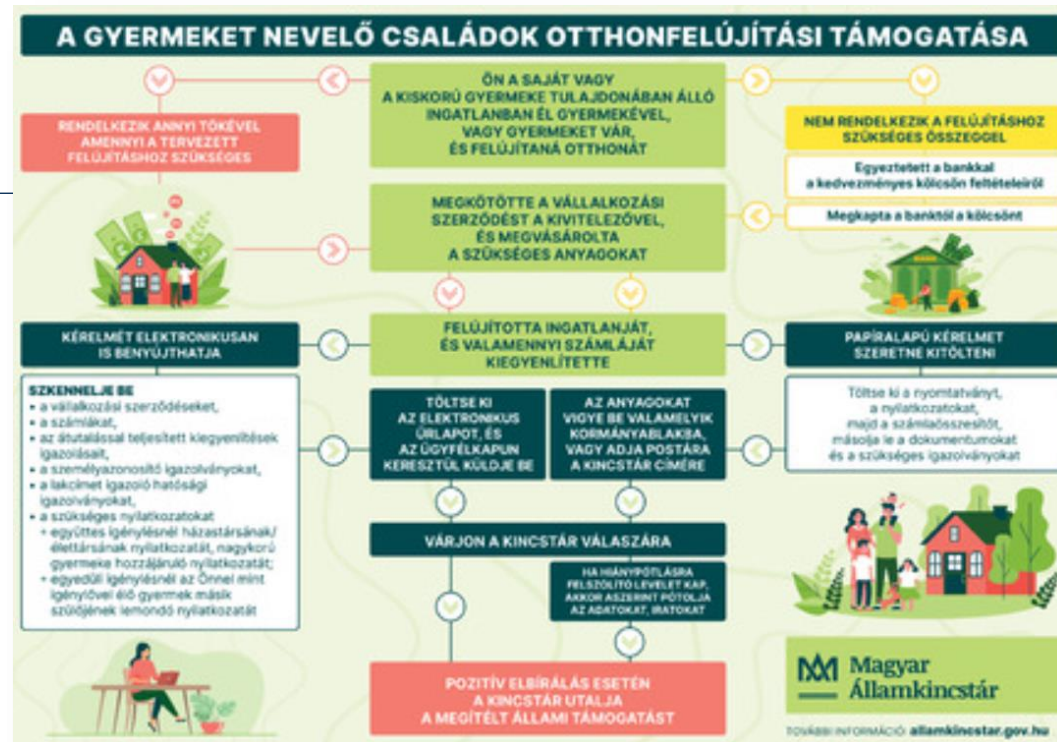 A GYERMEKET NEVELŐ CSALÁDOK OTTHONFELÚJÍTÁSI TÁMOGATÁSA
ÖN A SAJÁT VAGY
A KISKORÚ GYERMEKE TULAJDONÁBAN ÁLLÓ
INGATLANBAN ÉL GYERMEKÉVEL,
VAGY GYERMEKET VÁR,
ÉS FELÚJÍTANÁ OTTHONÁT
RENDELKEZIK ANNYI TŐKÉVEL
AMENNYI A TERVEZETT
FELÚJÍTÁSHOZ SZÜKSÉGES
NEM RENDELKEZIK A FELÚJÍTÁSHOZ
SZÜKSÉGES ÖSSZEGGEL
Egyeztetett a bankkal
a kedvezményes kölcsön feltételeiről
Megkapta a banktól a kölcsönt
MEGKÖTÖTTE A VÁLLALKOZÁSI
SZERZŐDÉST A KIVITELEZŐVEL,
ÉS MEGVÁSÁROLTA
A SZÜKSÉGES ANYAGOKAT
FELÚJÍTOTTA INGATLANJÁT,
ÉS VALAMENNYI SZÁMLÁJÁT
KIEGYENLÍTETTE
KÉRELMÉT ELEKTRONIKUSAN
IS BENYÚJTHATJA
SZKENNELJE BE
• a vállalkozási szerződéseket,
• a számlákat,
• az átutalással teljesített kiegyenlítések
igazolásait,
• a személyazonosító igazolványokat,
• a lakcímet igazoló hatósági
igazolványokat,
• a szükséges nyilatkozatokat
+ együttes igénylésnél házastársának/
élettársának nyilatkozatát, nagykorú
gyermeke hozzájáruló nyilatkozatát;
+ egyedüli igénylésnél az Önnel mint
igénylővel élő gyermek másik
szülőjének lemondó nyilatkozatát
PAPÍRALAPÚ KÉRELMET
SZERETNE KITÖLTENI
Töltse ki a nyomtatványt,
a nyilatkozatokat,
majd a számlaösszesítőt,
másolja le a dokumentumokat
és a szükséges igazolványokat
TÖLTSE KI
AZ ELEKTRONIKUS
ŰRLAPOT, ÉS
AZ ÜGYFÉLKAPUN
KERESZTÜL KÜLDJE BE
AZ ANYAGOKAT
VIGYE BE VALAMELYIK
KORMÁNYABLAKBA,
VAGY ADJA POSTÁRA
A KINCSTÁR CÍMÉRE
VÁRJON A KINCSTÁR VÁLASZÁRA
HA HIÁNYPÓTLÁSRA
FELSZÓLÍTÓ LEVELET KAP,
AKKOR ASZERINT PÓTOLJA
AZ ADATOKAT, IRATOKAT
POZITÍV ELBÍRÁLÁS ESETÉN
A KINCSTÁR UTALJA
A MEGÍTÉLT ÁLLAMI TÁMOGATÁST
Magyar
Államkincstár
TOVÁBBI INFORMÁCIÓ: allamkincstar.gov.hu